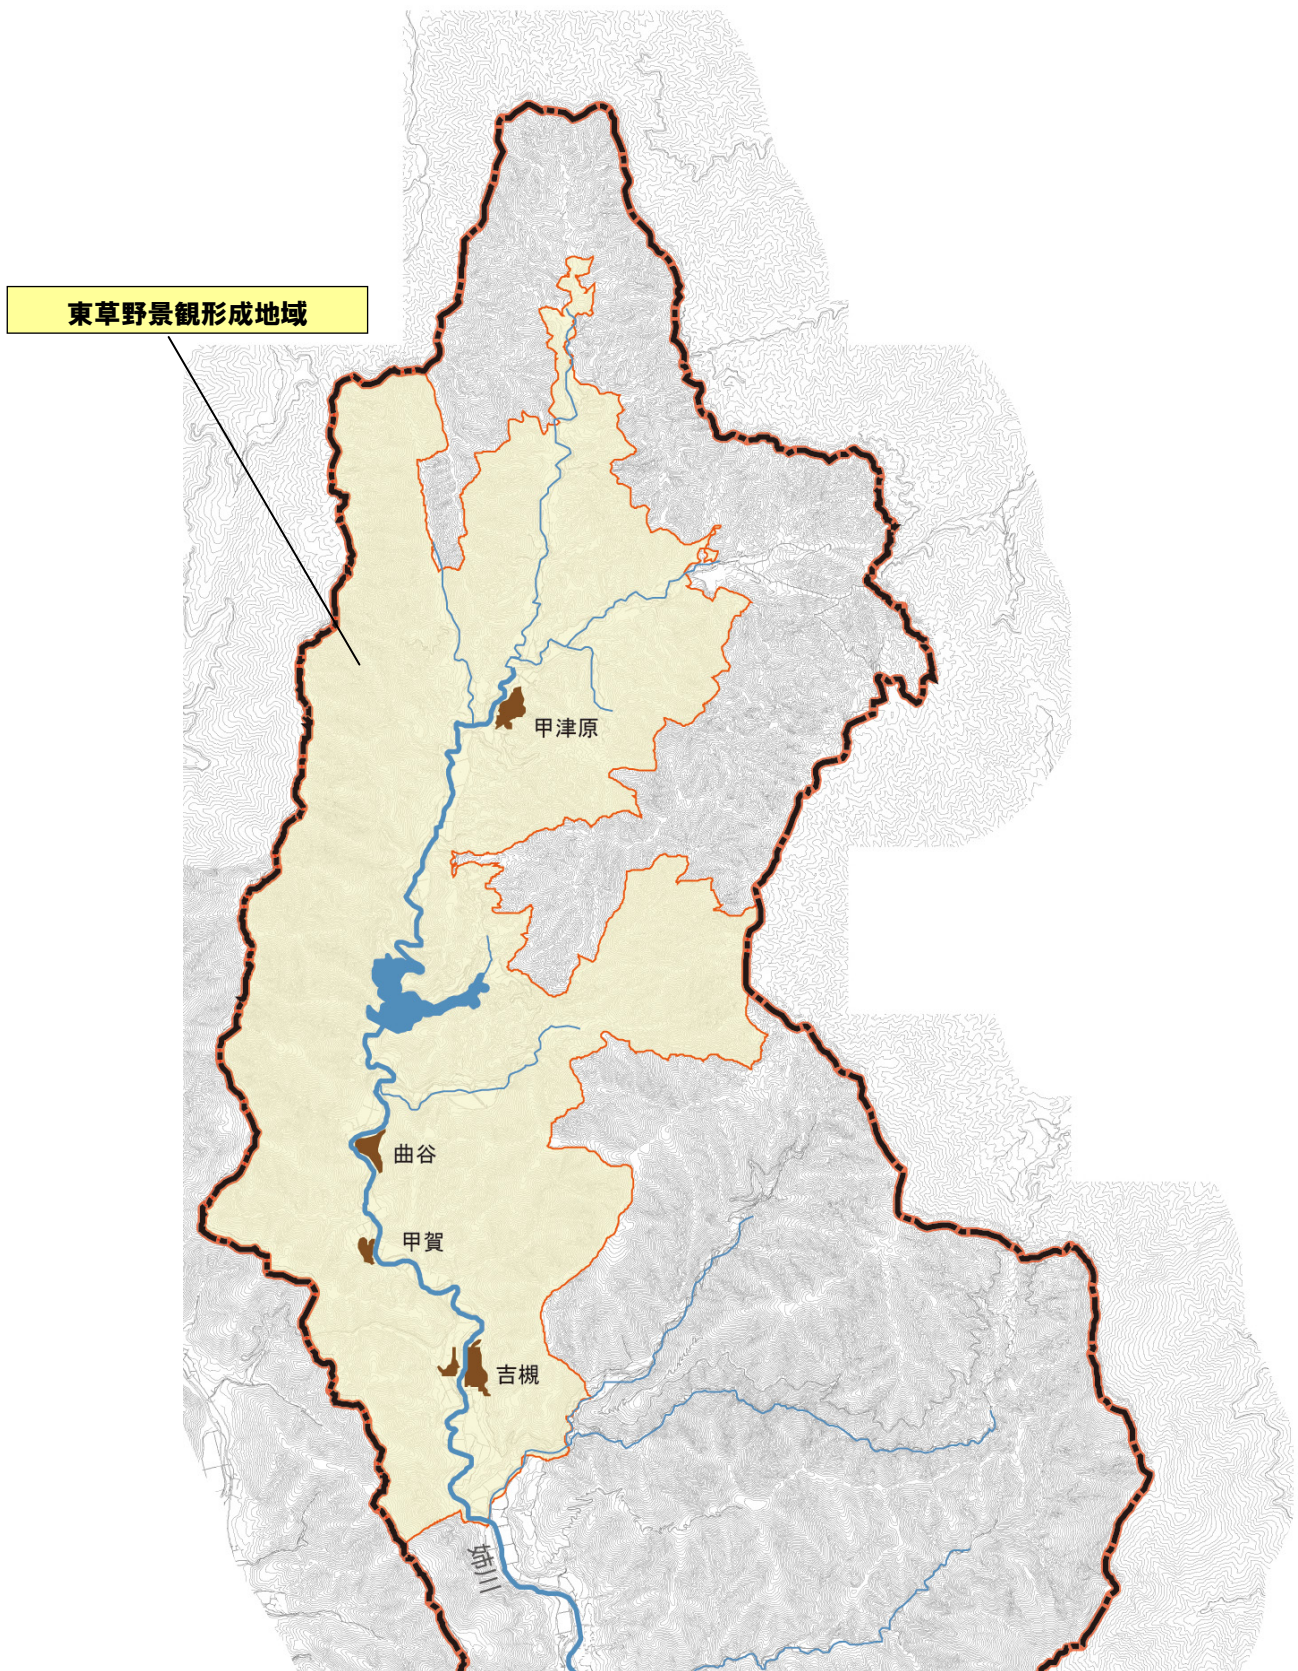 東草野景観形成地域
甲津原
曲谷
甲賀
吉槻
姉川